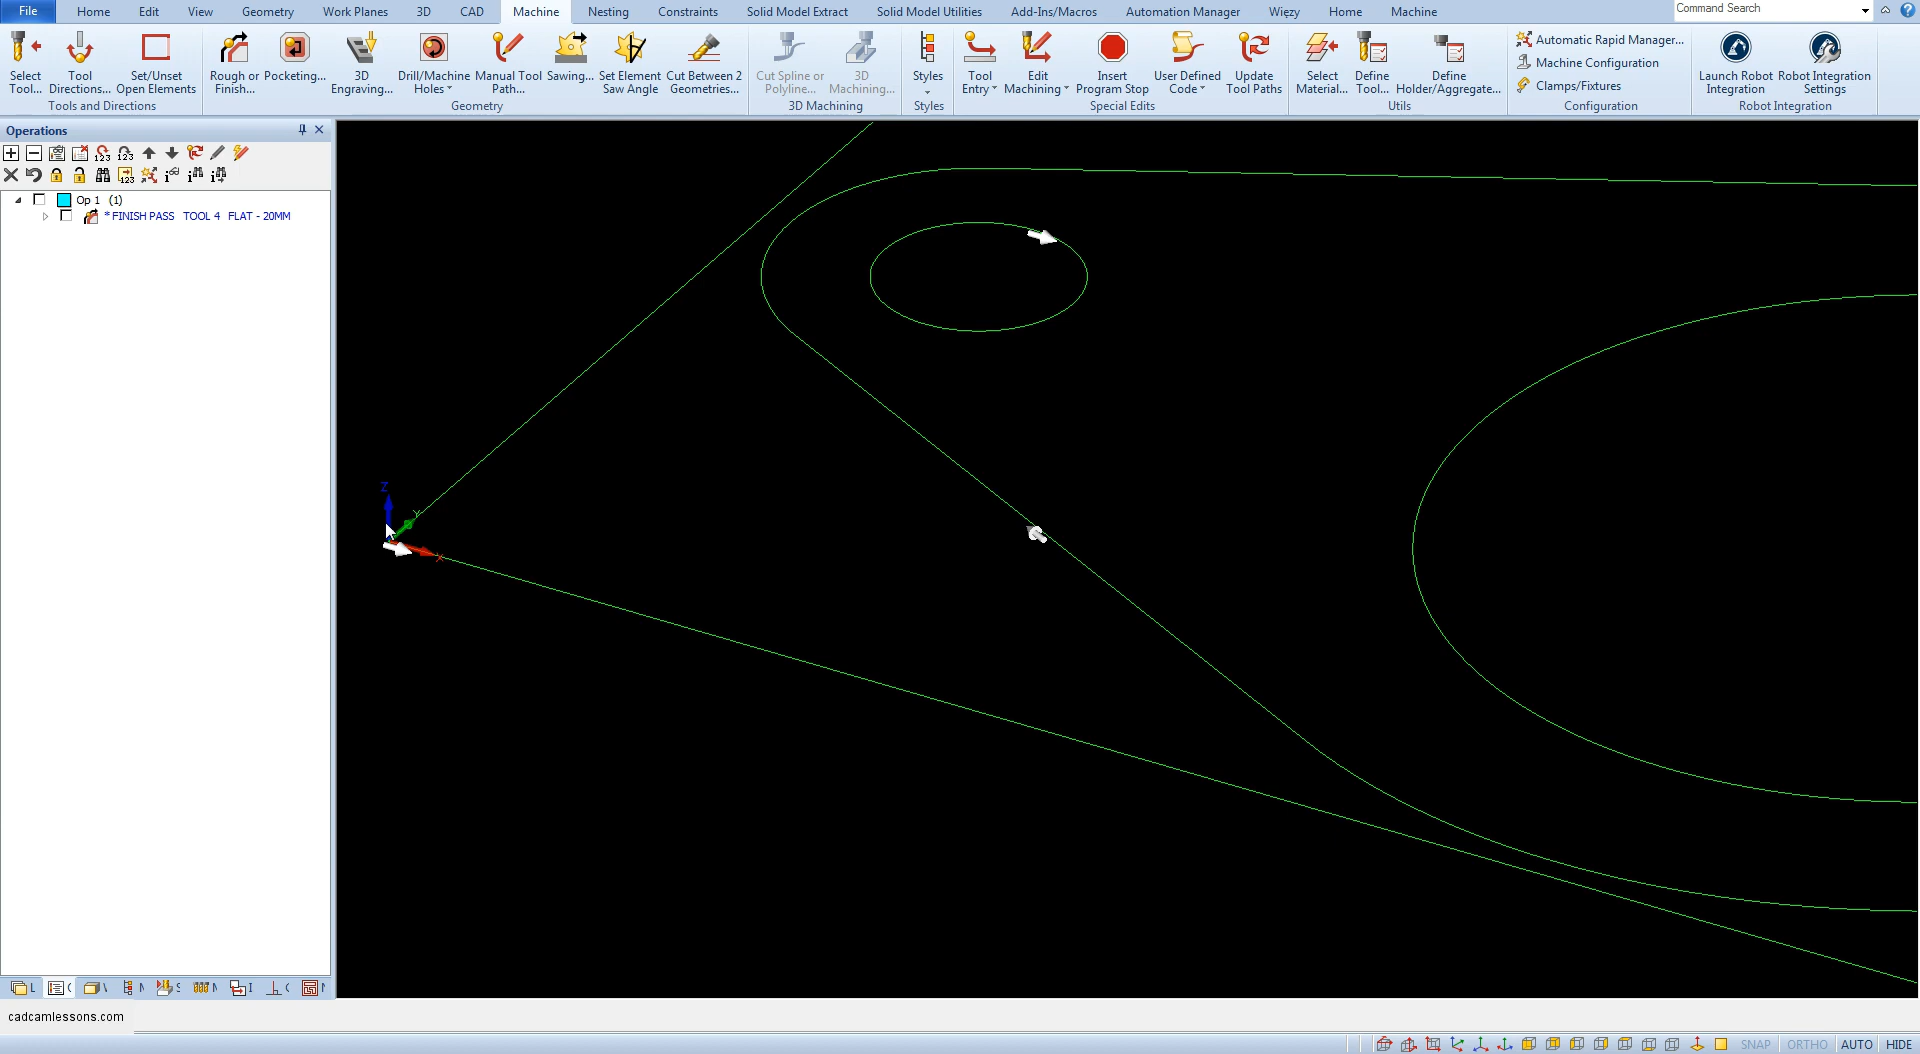 File Home Edit View Geometry Work Planes 3D CAD Machine Nesting Constraints Solid Model Extract Solid Model Utilities Add-Ins/Macros Automation Manager Więzy Home Machine Command Search
Select Tool...
Tool Directions...
Set/Unset Open Elements
Tools and Directions
Rough or Finish...
Pocketing...
3D Engraving...
Drill/Machine Holes
Manual Tool Path...
Sawing...
Set Element Saw Angle
Cut Between 2 Geometries...
Geometry
Cut Spline or Polyline...
3D Machining...
3D Machining
Styles
Styles
Tool Entry
Edit Machining
Insert Program Stop
User Defined Code
Update Tool Paths
Special Edits
Select Material...
Define Tool...
Define Holder/Aggregate...
Utils
Automatic Rapid Manager...
Machine Configuration
Clamps/Fixtures
Configuration
Launch Robot Integration
Robot Integration Settings
Robot Integration
Operations
123 123
123
Op 1 (1)
*FINISH PASS TOOL 4 FLAT - 20MM
Z
Y
X
cadcamlessons.com
SNAP ORTHO AUTO HIDE